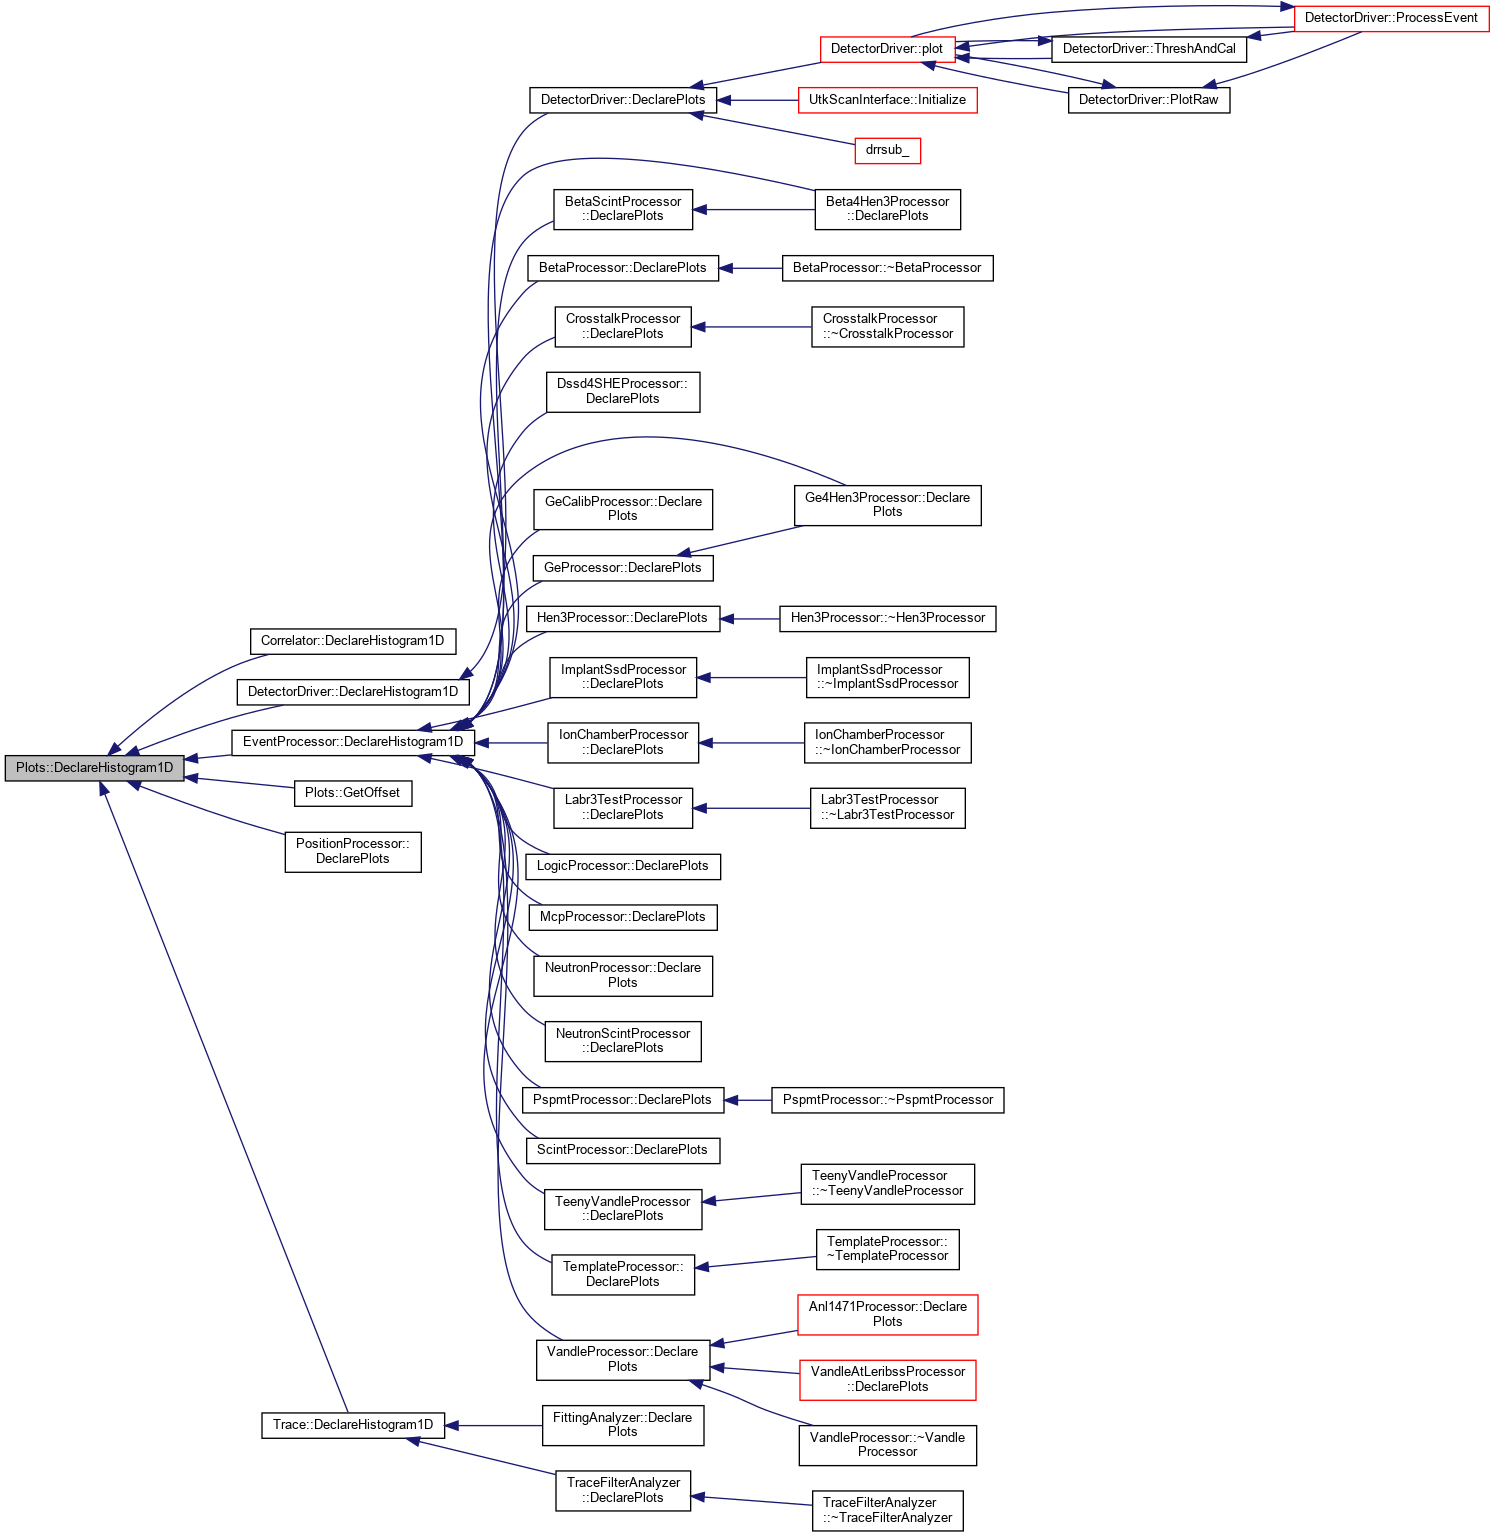 DetectorDriver::ProcessEvent
DetectorDriver::plot
DetectorDriver::ThreshAndCal
DetectorDriver::DeclarePlots
UtkScanInterface::Initialize
DetectorDriver::PlotRaw
drrsub_
BetaScintProcessor
::DeclarePlots
Beta4Hen3Processor
::DeclarePlots
BetaProcessor::DeclarePlots
BetaProcessor::~BetaProcessor
CrosstalkProcessor
::DeclarePlots
CrosstalkProcessor
::~CrosstalkProcessor
Dssd4SHEProcessor::
DeclarePlots
GeCalibProcessor::Declare
Plots
Ge4Hen3Processor::Declare
Plots
GeProcessor::DeclarePlots
Hen3Processor::DeclarePlots
Hen3Processor::~Hen3Processor
Correlator::DeclareHistogram1D
ImplantSsdProcessor
::DeclarePlots
ImplantSsdProcessor
::~ImplantSsdProcessor
DetectorDriver::DeclareHistogram1D
EventProcessor::DeclareHistogram1D
IonChamberProcessor
::DeclarePlots
IonChamberProcessor
::~IonChamberProcessor
Plots::DeclareHistogram1D
Plots::GetOffset
Labr3TestProcessor
::DeclarePlots
Labr3TestProcessor
::~Labr3TestProcessor
PositionProcessor::
DeclarePlots
LogicProcessor::DeclarePlots
McpProcessor::DeclarePlots
NeutronProcessor::Declare
Plots
NeutronScintProcessor
::DeclarePlots
PspmtProcessor::DeclarePlots
PspmtProcessor::~PspmtProcessor
ScintProcessor::DeclarePlots
TeenyVandleProcessor
::DeclarePlots
TeenyVandleProcessor
::~TeenyVandleProcessor
TemplateProcessor::
DeclarePlots
TemplateProcessor::
~TemplateProcessor
VandleProcessor::Declare
Plots
Anl1471Processor::Declare
Plots
VandleAtLeribssProcessor
::DeclarePlots
VandleProcessor::~Vandle
Processor
Trace::DeclareHistogram1D
FittingAnalyzer::Declare
Plots
TraceFilterAnalyzer
::DeclarePlots
TraceFilterAnalyzer
::~TraceFilterAnalyzer